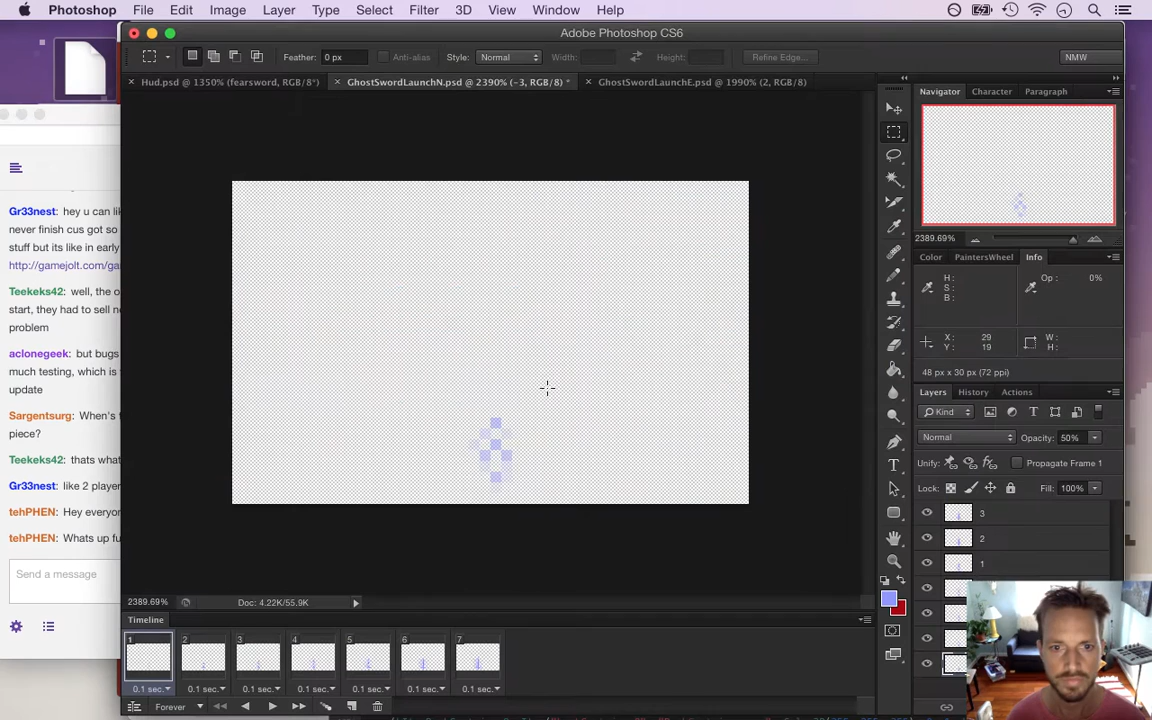 Photoshop File Edit Image Layer Type Select Filter 3D View Window Help
Adobe Photoshop CS6
Feather: 0 px Anti-alias Style: Normal Width: Height: Refine Edge... NMW
Hud.psd @ 1350% (fearsword, RGB/8*) GhostSwordLaunchN.psd @ 2390% (~3, RGB/8) * GhostSwordLaunchE.psd @ 1990% (2, RGB/8)
Navigator Character Paragraph
2389.69%
Color PaintersWheel Info
H:
S:
B:
Op: 0%
X: 29
Y: 19
W:
H:
48 px x 30 px (72 ppi)
Layers History Actions
Kind
Normal Opacity: 50%
Unify: Propagate Frame 1
Lock: Fill: 100%
3
2
1
Gr33nest: hey u can li
never finish cus got so
stuff but its like in early
http://gamejolt.com/ga
Teekeks42: well, the o
start, they had to sell n
problem
aclonegeek: but bugs
much testing, which is
update
Sargentsurg: When's
piece?
Teekeks42: thats what
Gr33nest: like 2 player
tehPHEN: Hey everyon
tehPHEN: Whats up fu
Send a message
2389.69% Doc: 4.22K/55.9K
Timeline
1 2 3 4 5 6 7
0.1 sec. 0.1 sec. 0.1 sec. 0.1 sec. 0.1 sec. 0.1 sec. 0.1 sec.
Forever